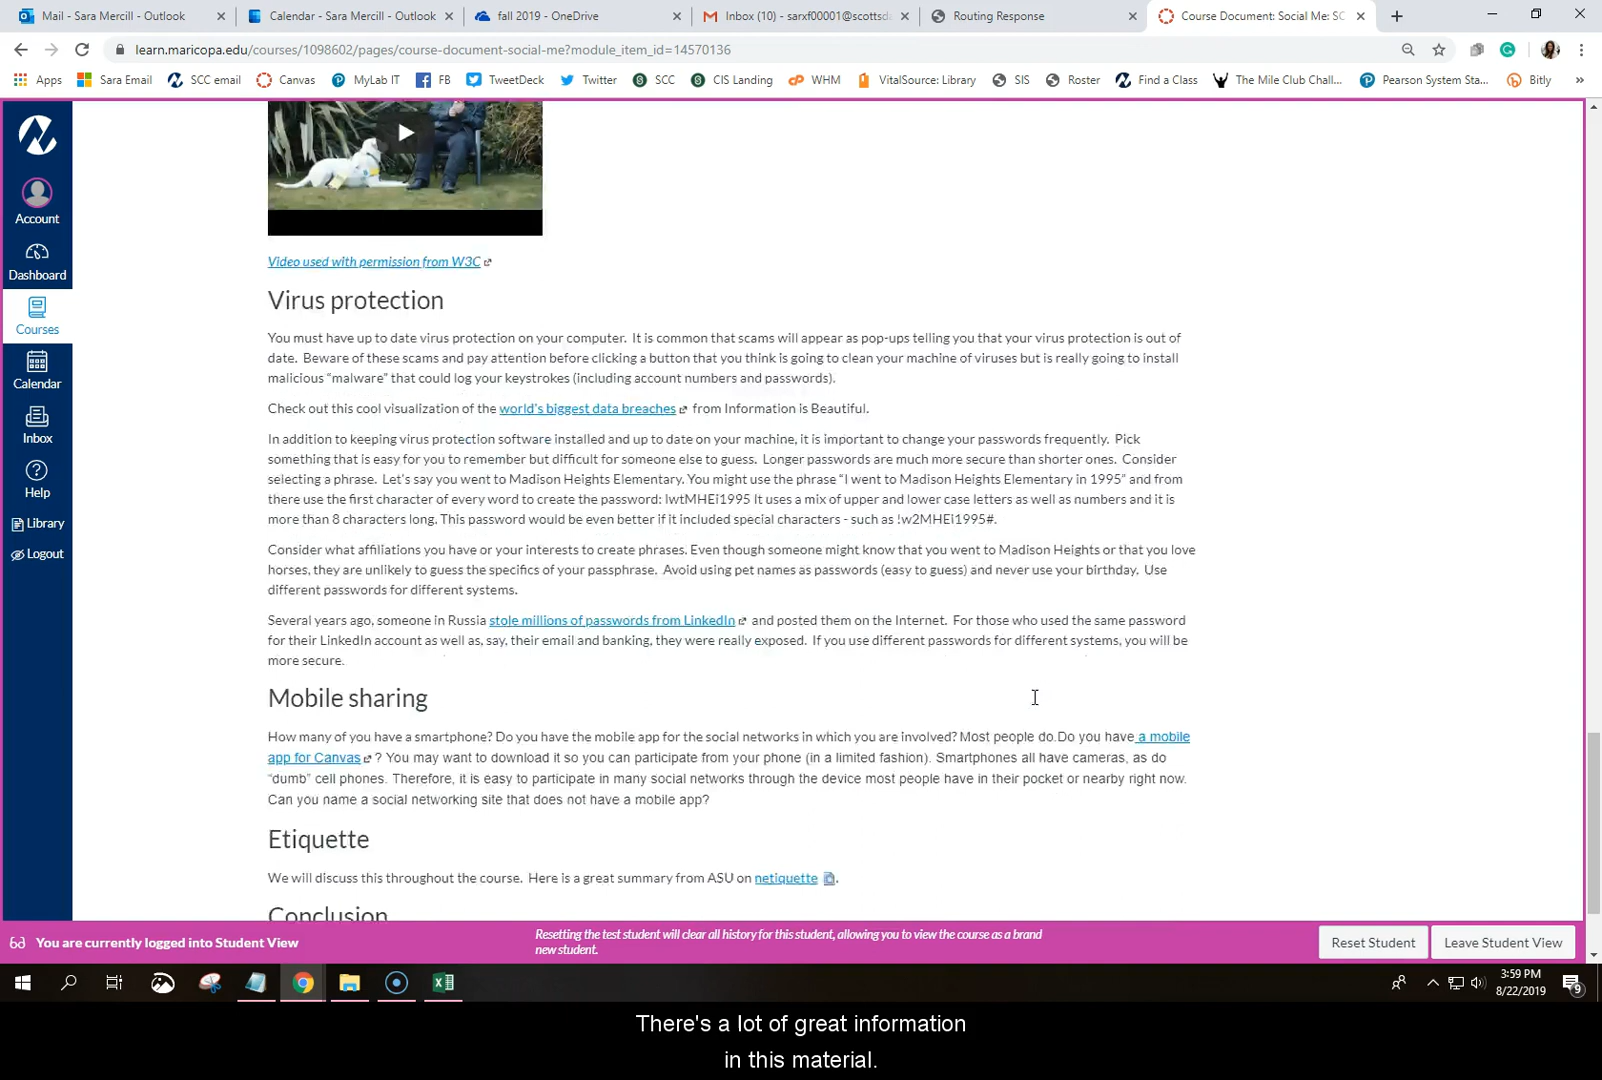 Mail - Sara Mercill - Outlook
Calendar - Sara Mercill - Outlook
fall 2019 - OneDrive
Inbox (10) - sarxf00001@scottsd
Routing Response
Course Document: Social Me: SC
learn.maricopa.edu/courses/1098602/pages/course-document-social-me?module_item_id=14570136
Apps
Sara Email
SCC email
Canvas
MyLab IT
FB
TweetDeck
Twitter
SCC
CIS Landing
WHM
VitalSource: Library
SIS
Roster
Find a Class
The Mile Club Chall...
Pearson System Sta...
Bitly
»
Account
Dashboard
Courses
Calendar
Inbox
Help
Library
Logout
Video used with permission from W3C
Virus protection
You must have up to date virus protection on your computer. It is common that scams will appear as pop-ups telling you that your virus protection is out of
date. Beware of these scams and pay attention before clicking a button that you think is going to clean your machine of viruses but is really going to install
malicious “malware” that could log your keystrokes (including account numbers and passwords).
Check out this cool visualization of the world's biggest data breaches from Information is Beautiful.
In addition to keeping virus protection software installed and up to date on your machine, it is important to change your passwords frequently. Pick
something that is easy for you to remember but difficult for someone else to guess. Longer passwords are much more secure than shorter ones. Consider
selecting a phrase. Let's say you went to Madison Heights Elementary. You might use the phrase “I went to Madison Heights Elementary in 1995” and from
there use the first character of every word to create the password: IwtMHEi1995 It uses a mix of upper and lower case letters as well as numbers and it is
more than 8 characters long. This password would be even better if it included special characters - such as !w2MHEi1995#.
Consider what affiliations you have or your interests to create phrases. Even though someone might know that you went to Madison Heights or that you love
horses, they are unlikely to guess the specifics of your passphrase. Avoid using pet names as passwords (easy to guess) and never use your birthday. Use
different passwords for different systems.
Several years ago, someone in Russia stole millions of passwords from LinkedIn and posted them on the Internet. For those who used the same password
for their LinkedIn account as well as, say, their email and banking, they were really exposed. If you use different passwords for different systems, you will be
more secure.
Mobile sharing
How many of you have a smartphone? Do you have the mobile app for the social networks in which you are involved? Most people do.Do you have a mobile
app for Canvas ? You may want to download it so you can participate from your phone (in a limited fashion). Smartphones all have cameras, as do
“dumb” cell phones. Therefore, it is easy to participate in many social networks through the device most people have in their pocket or nearby right now.
Can you name a social networking site that does not have a mobile app?
Etiquette
We will discuss this throughout the course. Here is a great summary from ASU on netiquette .
Conclusion
You are currently logged into Student View
Resetting the test student will clear all history for this student, allowing you to view the course as a brand
new student.
Reset Student
Leave Student View
3:59 PM
8/22/2019
9
There's a lot of great information
in this material.